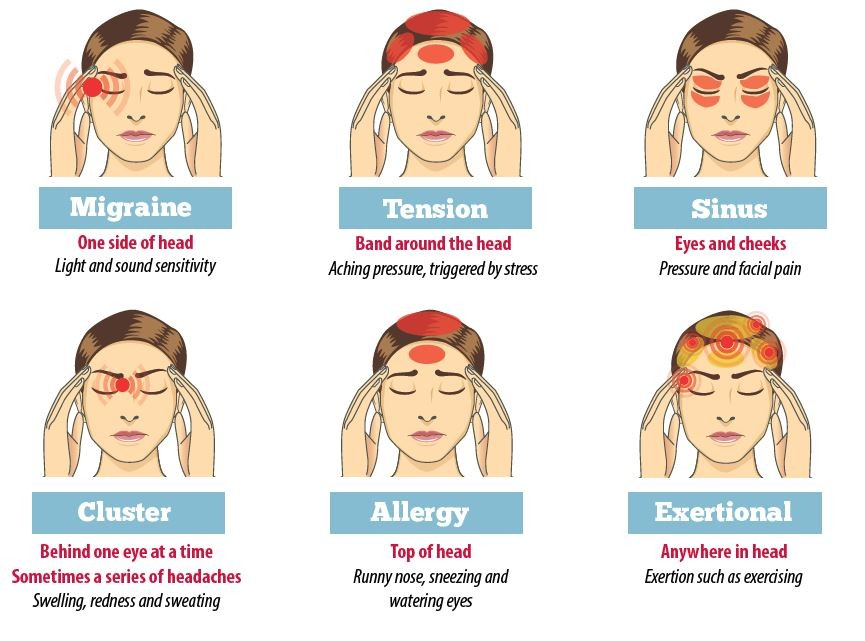 Migraine
One side of head
Light and sound sensitivity
Tension
Band around the head
Aching pressure, triggered by stress
Sinus
Eyes and cheeks
Pressure and facial pain
Cluster
Behind one eye at a time
Sometimes a series of headaches
Swelling, redness and sweating
Allergy
Top of head
Runny nose, sneezing and
watering eyes
Exertional
Anywhere in head
Exertion such as exercising